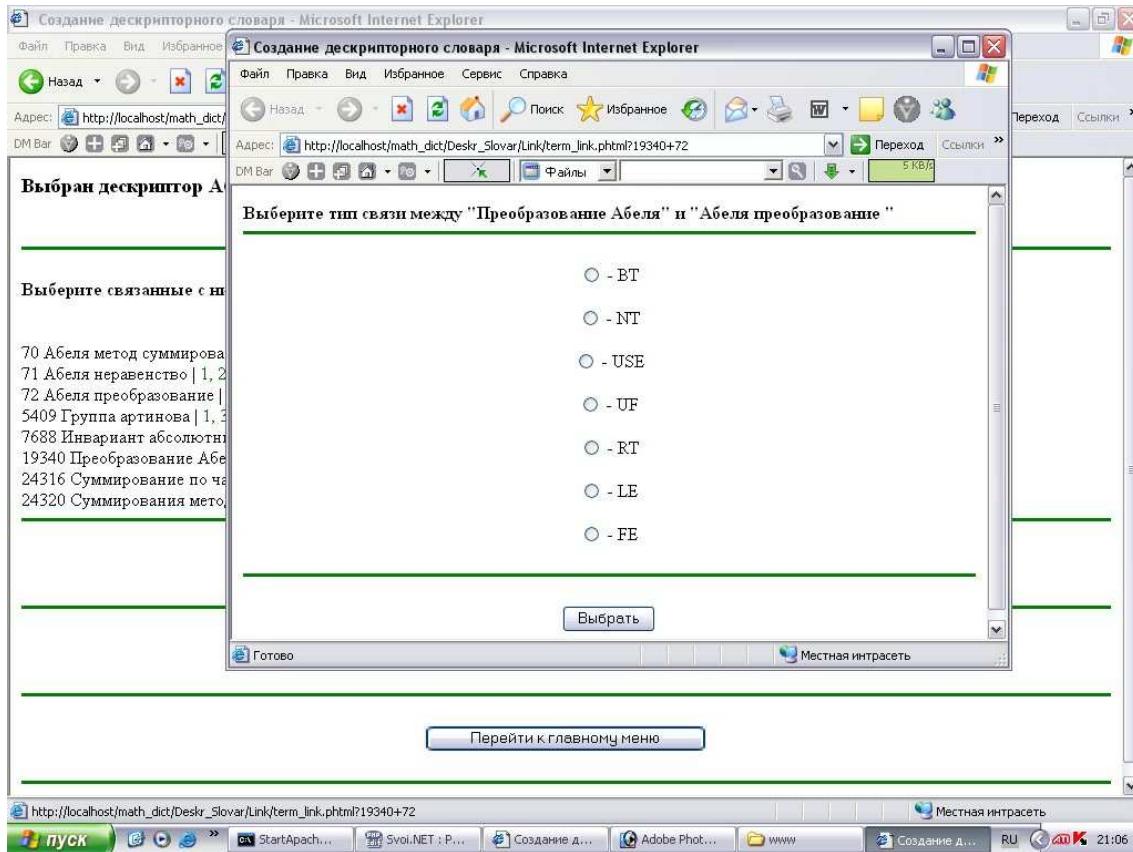 Создание дескрипторного словаря - Microsoft Internet Explorer
Файл Правка Вид Избранное
Назад
Адрес: http://localhost/math_dict/
Переход Ссылки
DM Bar
Выбран дескриптор
Выберите связанные с
70 Абеля метод
71 Абеля неравенство | 1, 2
72 Абеля преобразование |
5409 Группа артинова | 1, 3
7688 Инвариант
19340 Преобразование
24316 Суммирование по
24320 Суммирования
Создание дескрипторного словаря - Microsoft Internet Explorer
Файл Правка Вид Избранное Сервис Справка
Назад Поиск Избранное
Адрес: http://localhost/math_dict/Deskr_Slovar/Link/term_link.phtml?19340+72 Переход Ссылки »
DM Bar Файлы 5 KB/s
Выберите тип связи между "Преобразование Абеля" и "Абеля преобразование "
- BT
- NT
- USE
- UF
- RT
- LE
- FE
Выбрать
Готово Местная интрасеть
Перейти к главному меню
http://localhost/math_dict/Deskr_Slovar/Link/term_link.phtml?19340+72 Местная интрасеть
пуск » StartApach... Svoi.NET : P... Создание д... Adobe Phot... www Создание д... RU 21:06